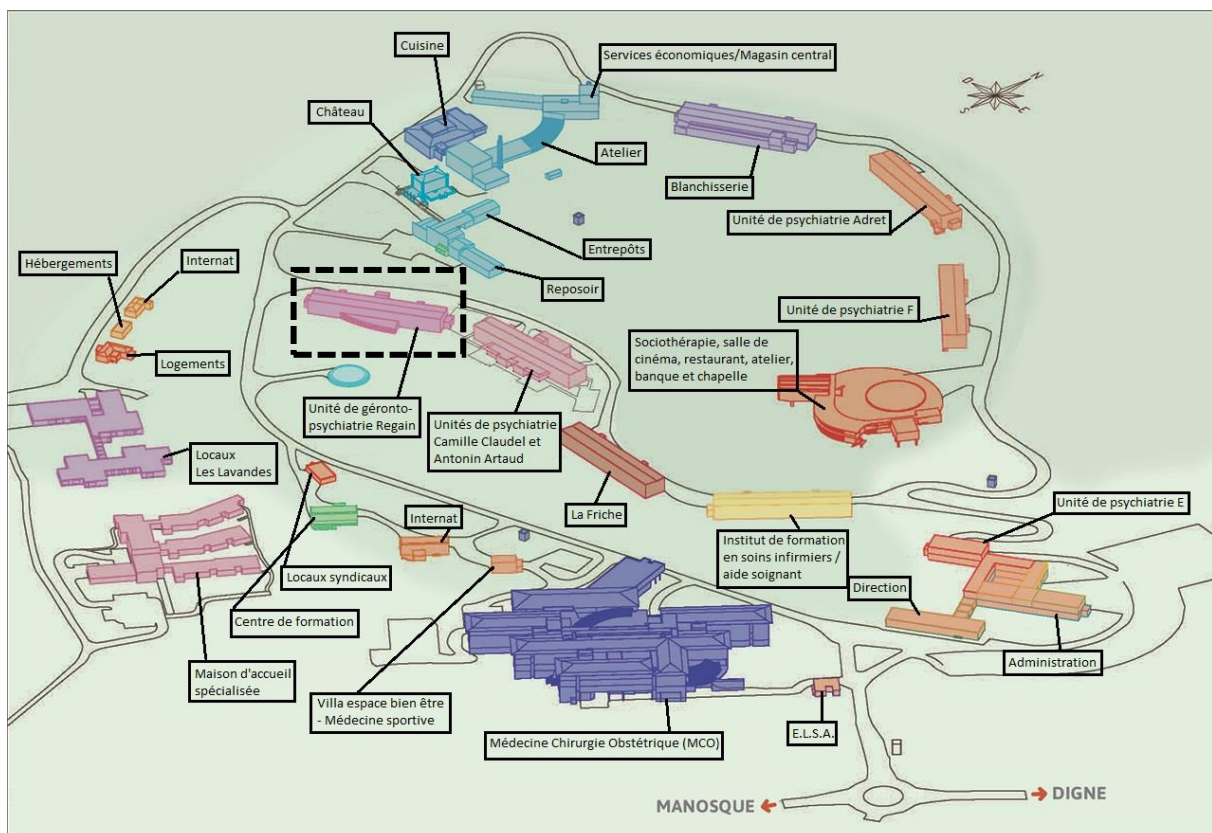 Cuisine
Services économiques/Magasin central
Château
Atelier
Blanchisserie
Unité de psychiatrie Adret
N
O
S
E
Entrepôts
Hébergements
Internat
Reposoir
Unité de psychiatrie F
Sociothérapie, salle de
cinéma, restaurant, atelier,
banque et chapelle
Logements
Unité de géronto-
psychiatrie Regain
Unités de psychiatrie
Camille Claudel et
Antonin Artaud
Locaux
Les Lavandes
La Friche
Unité de psychiatrie E
Internat
Institut de formation
en soins infirmiers /
aide soignant
Locaux syndicaux
Direction
Centre de formation
Maison d'accueil
spécialisée
Administration
Villa espace bien être
- Médecine sportive
E.L.S.A.
Médecine Chirurgie Obstétrique (MCO)
MANOSQUE
DIGNE